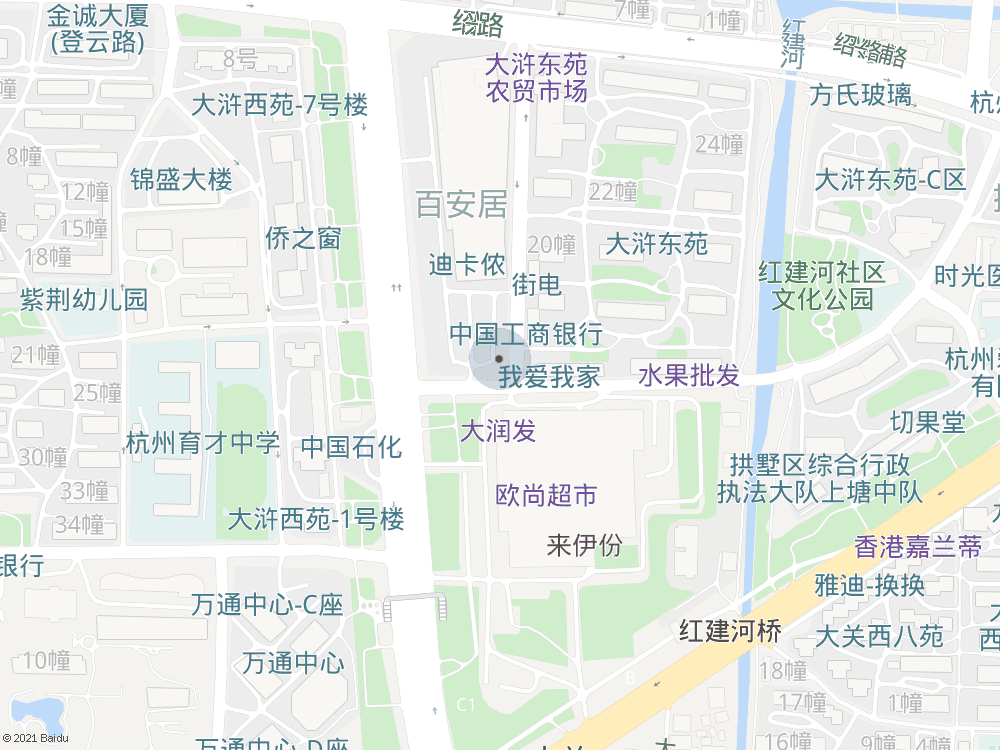 金诚大厦
(登云路)
绍路
7幢
1幢
红建河
8号
大浒东苑
农贸市场
大浒西苑-7号楼
方氏玻璃
杭州
8幢
24幢
锦盛大楼
12幢
22幢
大浒东苑-C区
百安居
15幢
侨之窗
20幢
大浒东苑
18幢
迪卡侬
街电
红建河社区
文化公园
时光医
紫荆幼儿园
中国工商银行
21幢
我爱我家
水果批发
杭州
有限
25幢
切果堂
杭州育才中学
中国石化
大润发
30幢
拱墅区综合行政
执法大队上塘中队
33幢
欧尚超市
34幢
大浒西苑-1号楼
来伊份
香港嘉兰蒂
银行
雅迪-换换
万通中心-C座
红建河桥
大关西八苑
10幢
万通中心
18幢
西
B
C1
17幢
1幢
万通中心-D座
16幢
9幢
4幢
© 2021 Baidu